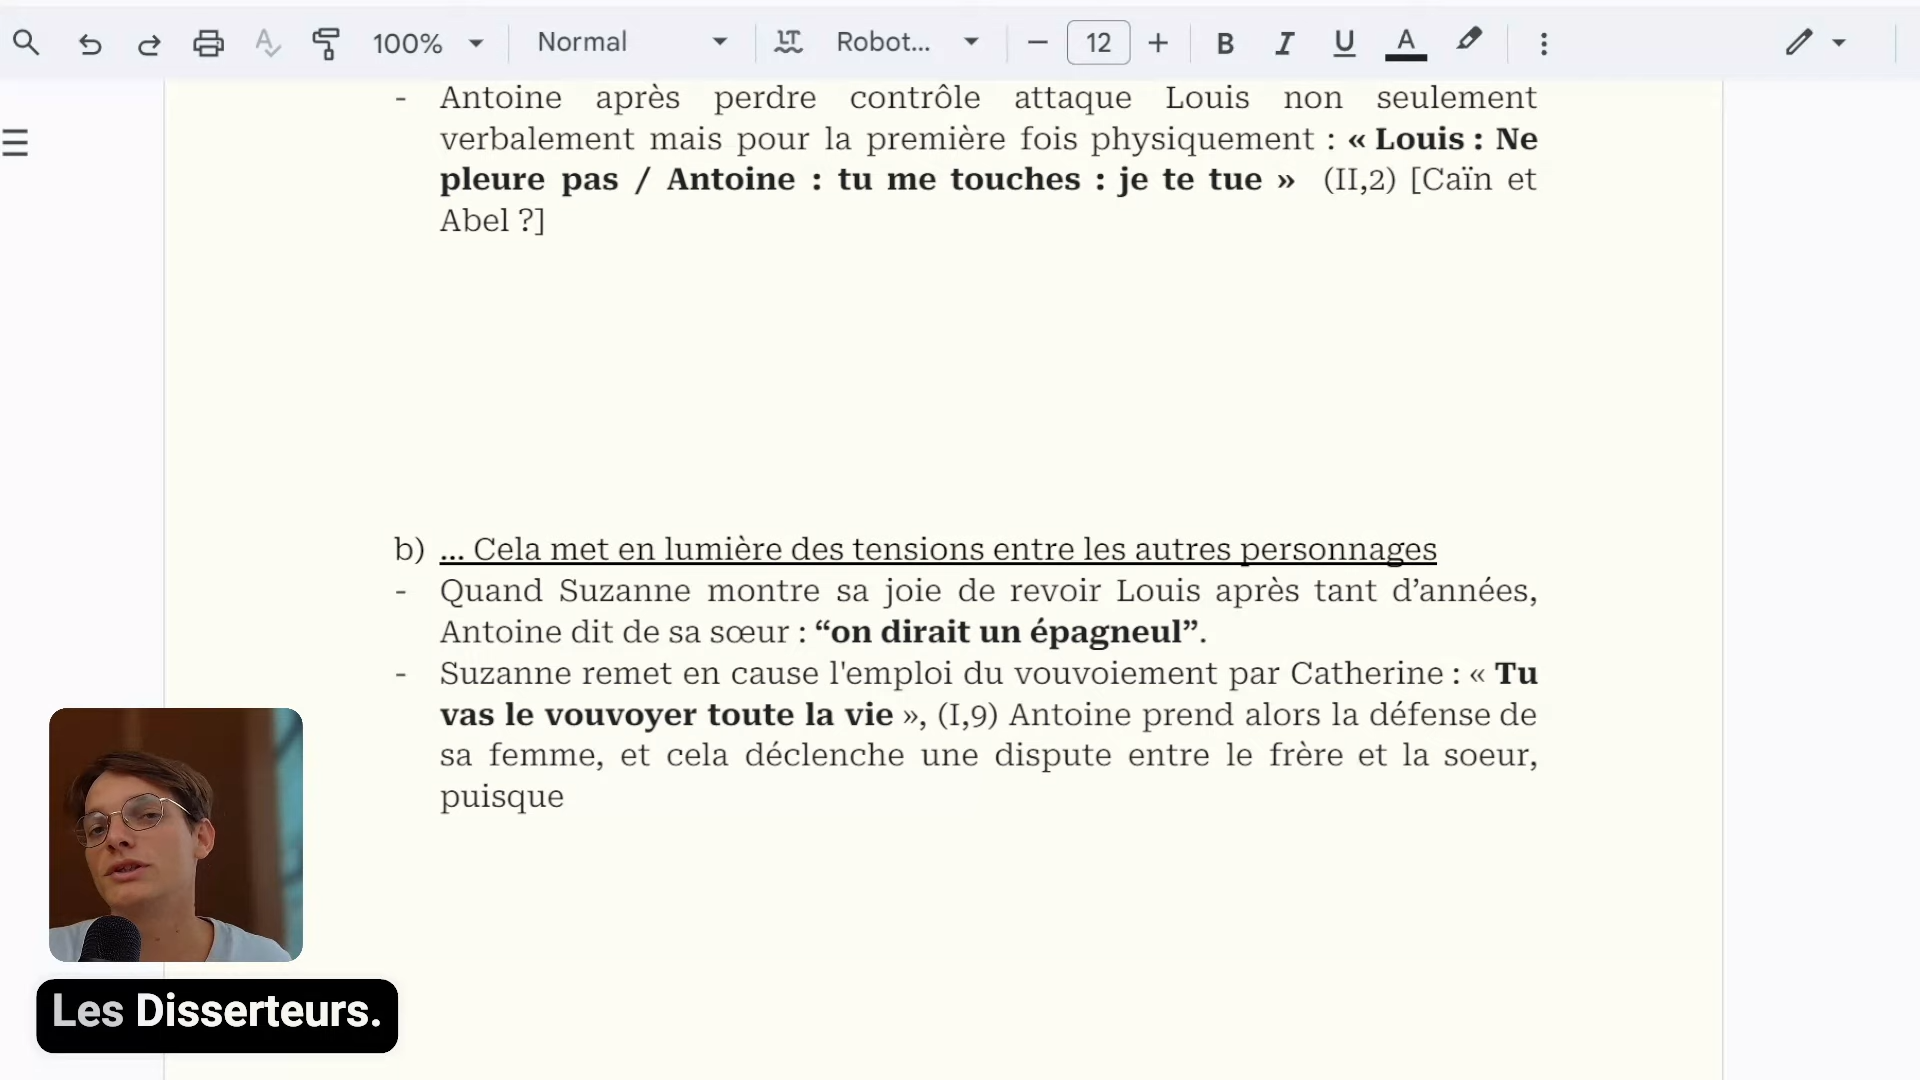 100%
Normal
Robot...
12
B
I
U
A
- Antoine après perdre contrôle attaque Louis non seulement
verbalement mais pour la première fois physiquement : « Louis : Ne
pleure pas / Antoine : tu me touches : je te tue » (II,2) [Caïn et
Abel ?]
b) ... Cela met en lumière des tensions entre les autres personnages
- Quand Suzanne montre sa joie de revoir Louis après tant d’années,
Antoine dit de sa sœur : “on dirait un épagneul”.
- Suzanne remet en cause l'emploi du vouvoiement par Catherine : « Tu
vas le vouvoyer toute la vie », (I,9) Antoine prend alors la défense de
sa femme, et cela déclenche une dispute entre le frère et la soeur,
puisque
Les Disserteurs.